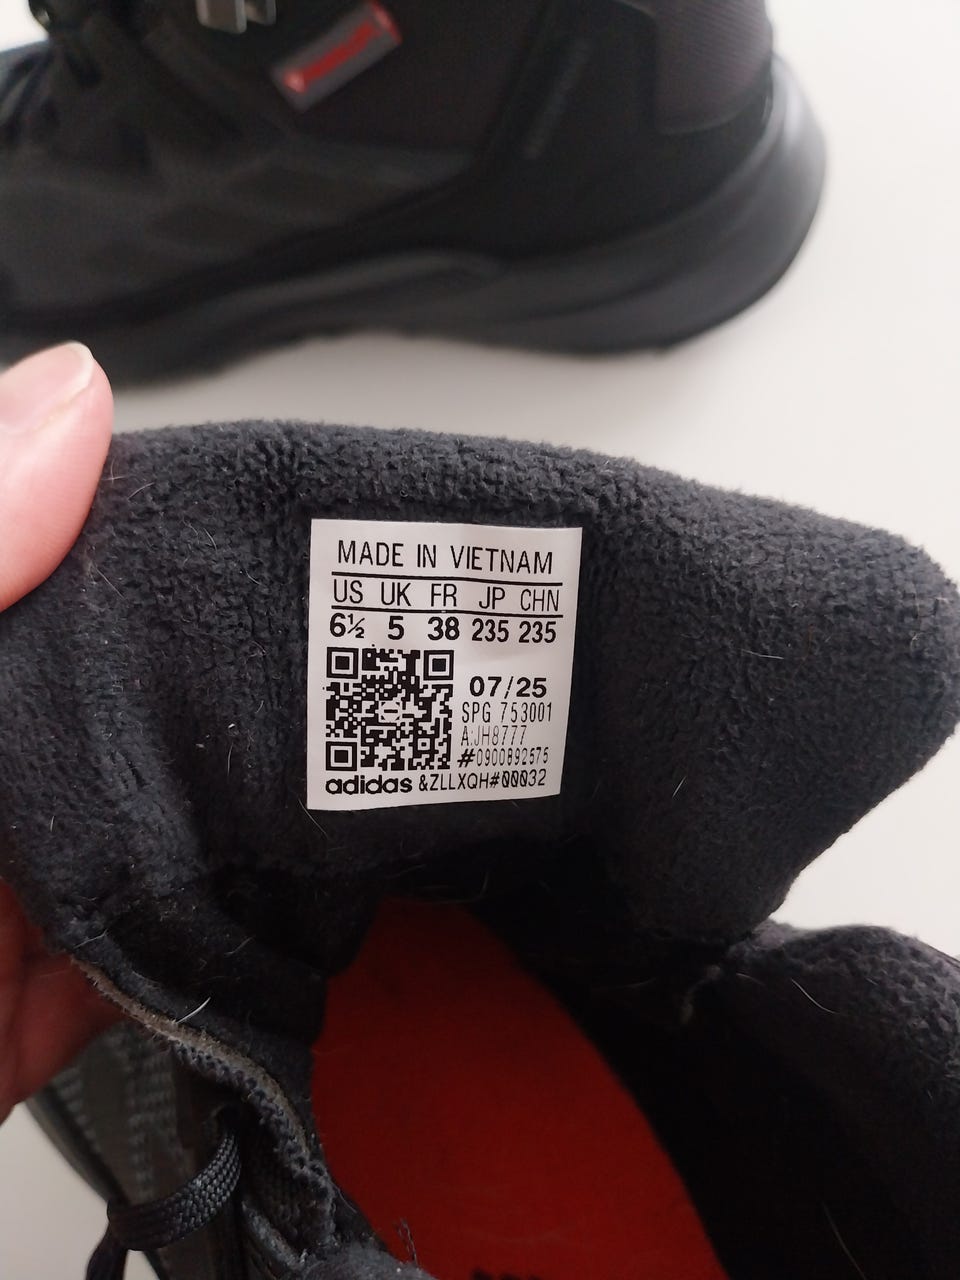 MADE IN VIETNAM
US UK FR JP CHN
6½ 5 38 235 235
07/25
SPG 753001
A:JH8777
#0900892575
adidas &ZLLXQH#00032